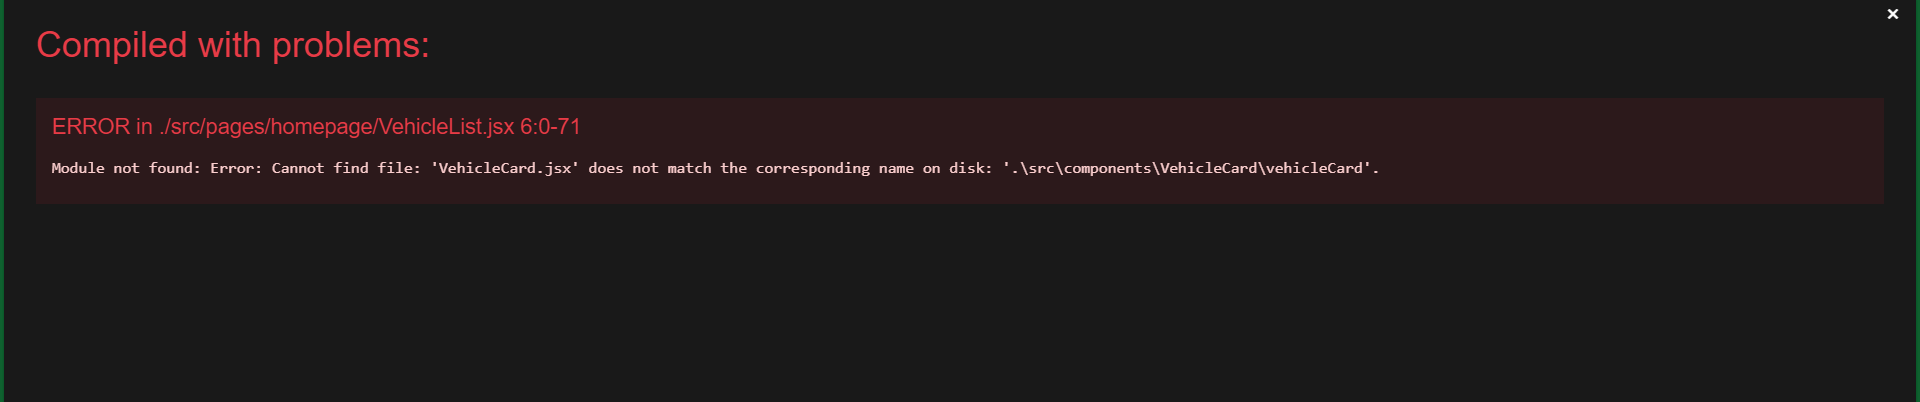 ×
Compiled with problems:
ERROR in ./src/pages/homepage/VehicleList.jsx 6:0-71
Module not found: Error: Cannot find file: 'VehicleCard.jsx' does not match the corresponding name on disk: '.\src\components\VehicleCard\vehicleCard'.